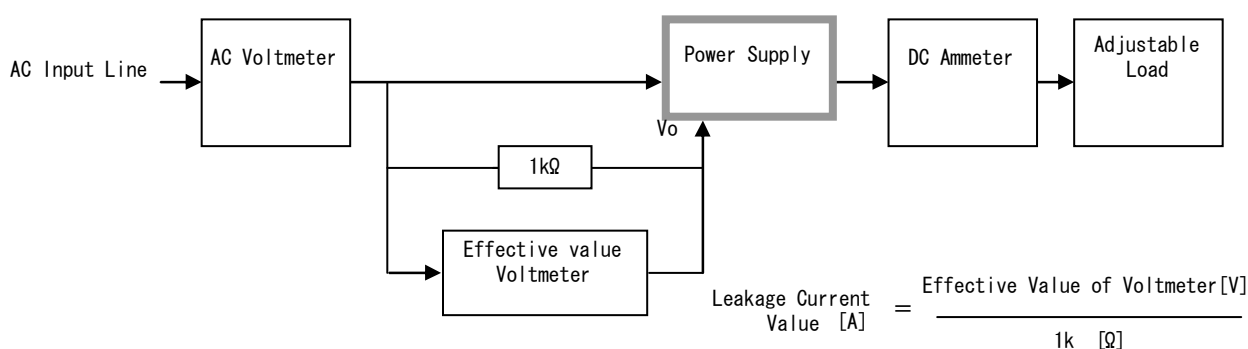 AC Input Line
AC Voltmeter
Power Supply
DC Ammeter
Adjustable
Load
Vo
1kΩ
Effective value
Voltmeter
Leakage Current
Value [A]
=
Effective Value of Voltmeter[V]
1k [Ω]